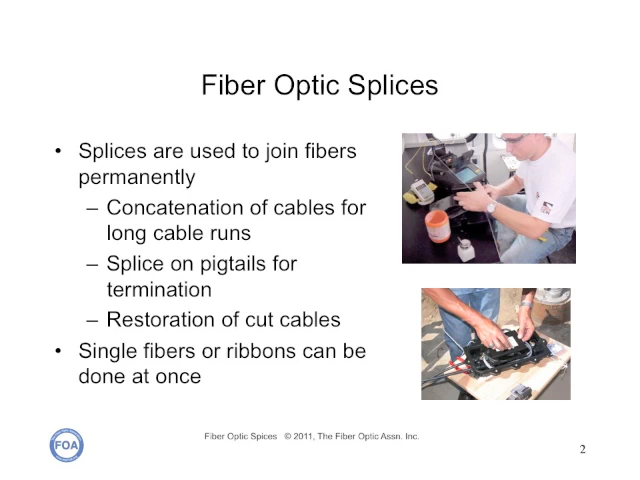 Fiber Optic Splices
• Splices are used to join fibers
permanently
– Concatenation of cables for
long cable runs
– Splice on pigtails for
termination
– Restoration of cut cables
• Single fibers or ribbons can be
done at once
Fiber Optic Spices © 2011, The Fiber Optic Assn. Inc.
FOA
2